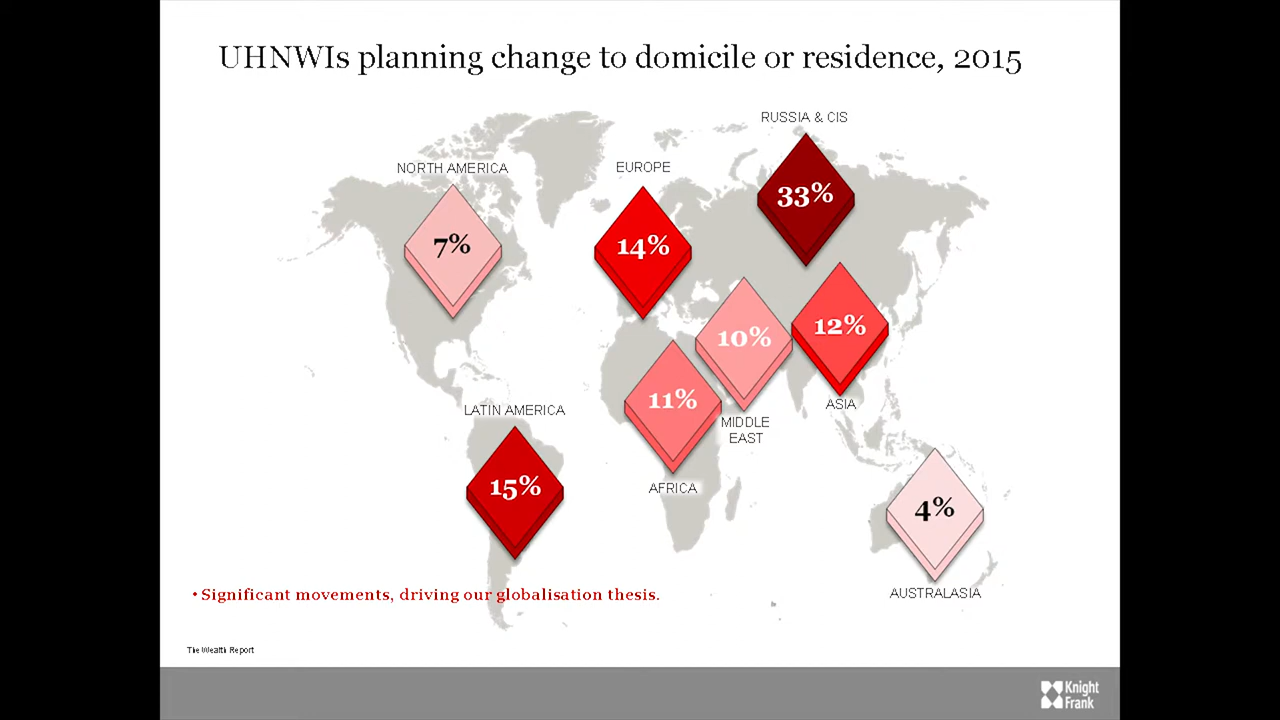 UHNWIs planning change to domicile or residence, 2015
RUSSIA & CIS
33%
NORTH AMERICA
7%
EUROPE
14%
10%
MIDDLE
EAST
12%
ASIA
11%
AFRICA
LATIN AMERICA
15%
4%
AUSTRALASIA
• Significant movements, driving our globalisation thesis.
The Wealth Report
Knight
Frank